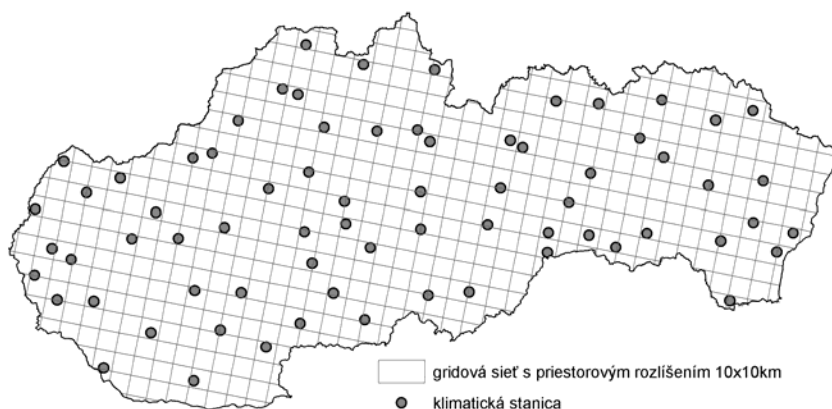 gridová sieť s priestorovým rozlíšením 10x10km
klimatická stanica